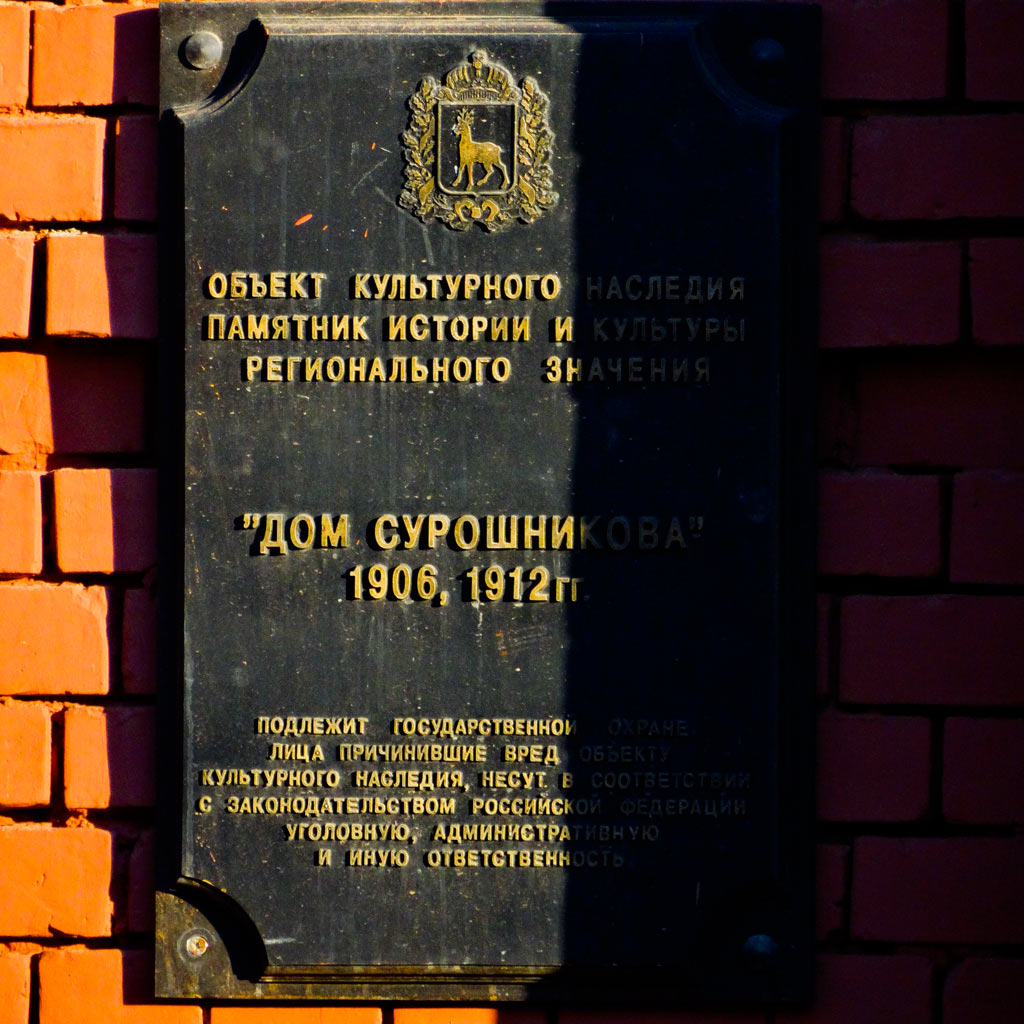 ОБЪЕКТ КУЛЬТУРНОГО НАСЛЕДИЯ
ПАМЯТНИК ИСТОРИИ И КУЛЬТУРЫ
РЕГИОНАЛЬНОГО ЗНАЧЕНИЯ
"ДОМ СУРОШНИКОВА"
1906, 1912гг.
ПОДЛЕЖИТ ГОСУДАРСТВЕННОЙ ОХРАНЕ.
ЛИЦА ПРИЧИНИВШИЕ ВРЕД ОБЪЕКТУ
КУЛЬТУРНОГО НАСЛЕДИЯ, НЕСУТ В СООТВЕТСТВИИ
С ЗАКОНОДАТЕЛЬСТВОМ РОССИЙСКОЙ ФЕДЕРАЦИИ
УГОЛОВНУЮ, АДМИНИСТРАТИВНУЮ
И ИНУЮ ОТВЕТСТВЕННОСТЬ.